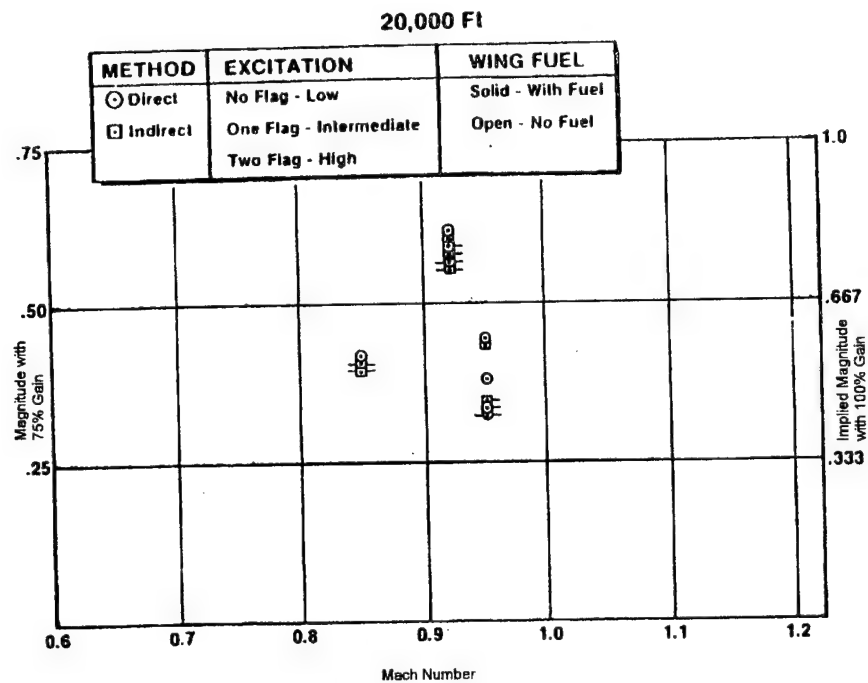 20,000 Ft
METHOD EXCITATION WING FUEL
Direct No Flag - Low Solid - With Fuel
Indirect One Flag - Intermediate Open - No Fuel
Two Flag - High
.75 1.0
.50 .667
Magnitude with
75% Gain
Implied Magnitude
with 100% Gain
.25 .333
0.6 0.7 0.8 0.9 1.0 1.1 1.2
Mach Number